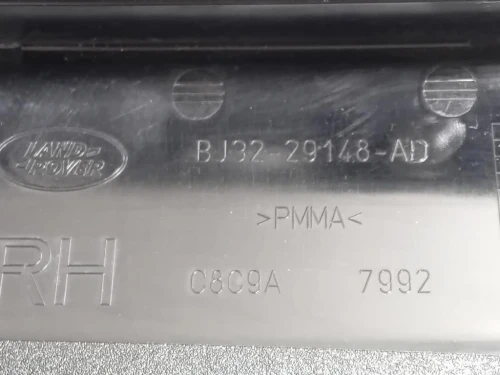 LAND-
-ROVER
BJ32-29148-AD
>PMMA<
RH
C8C9A 7992